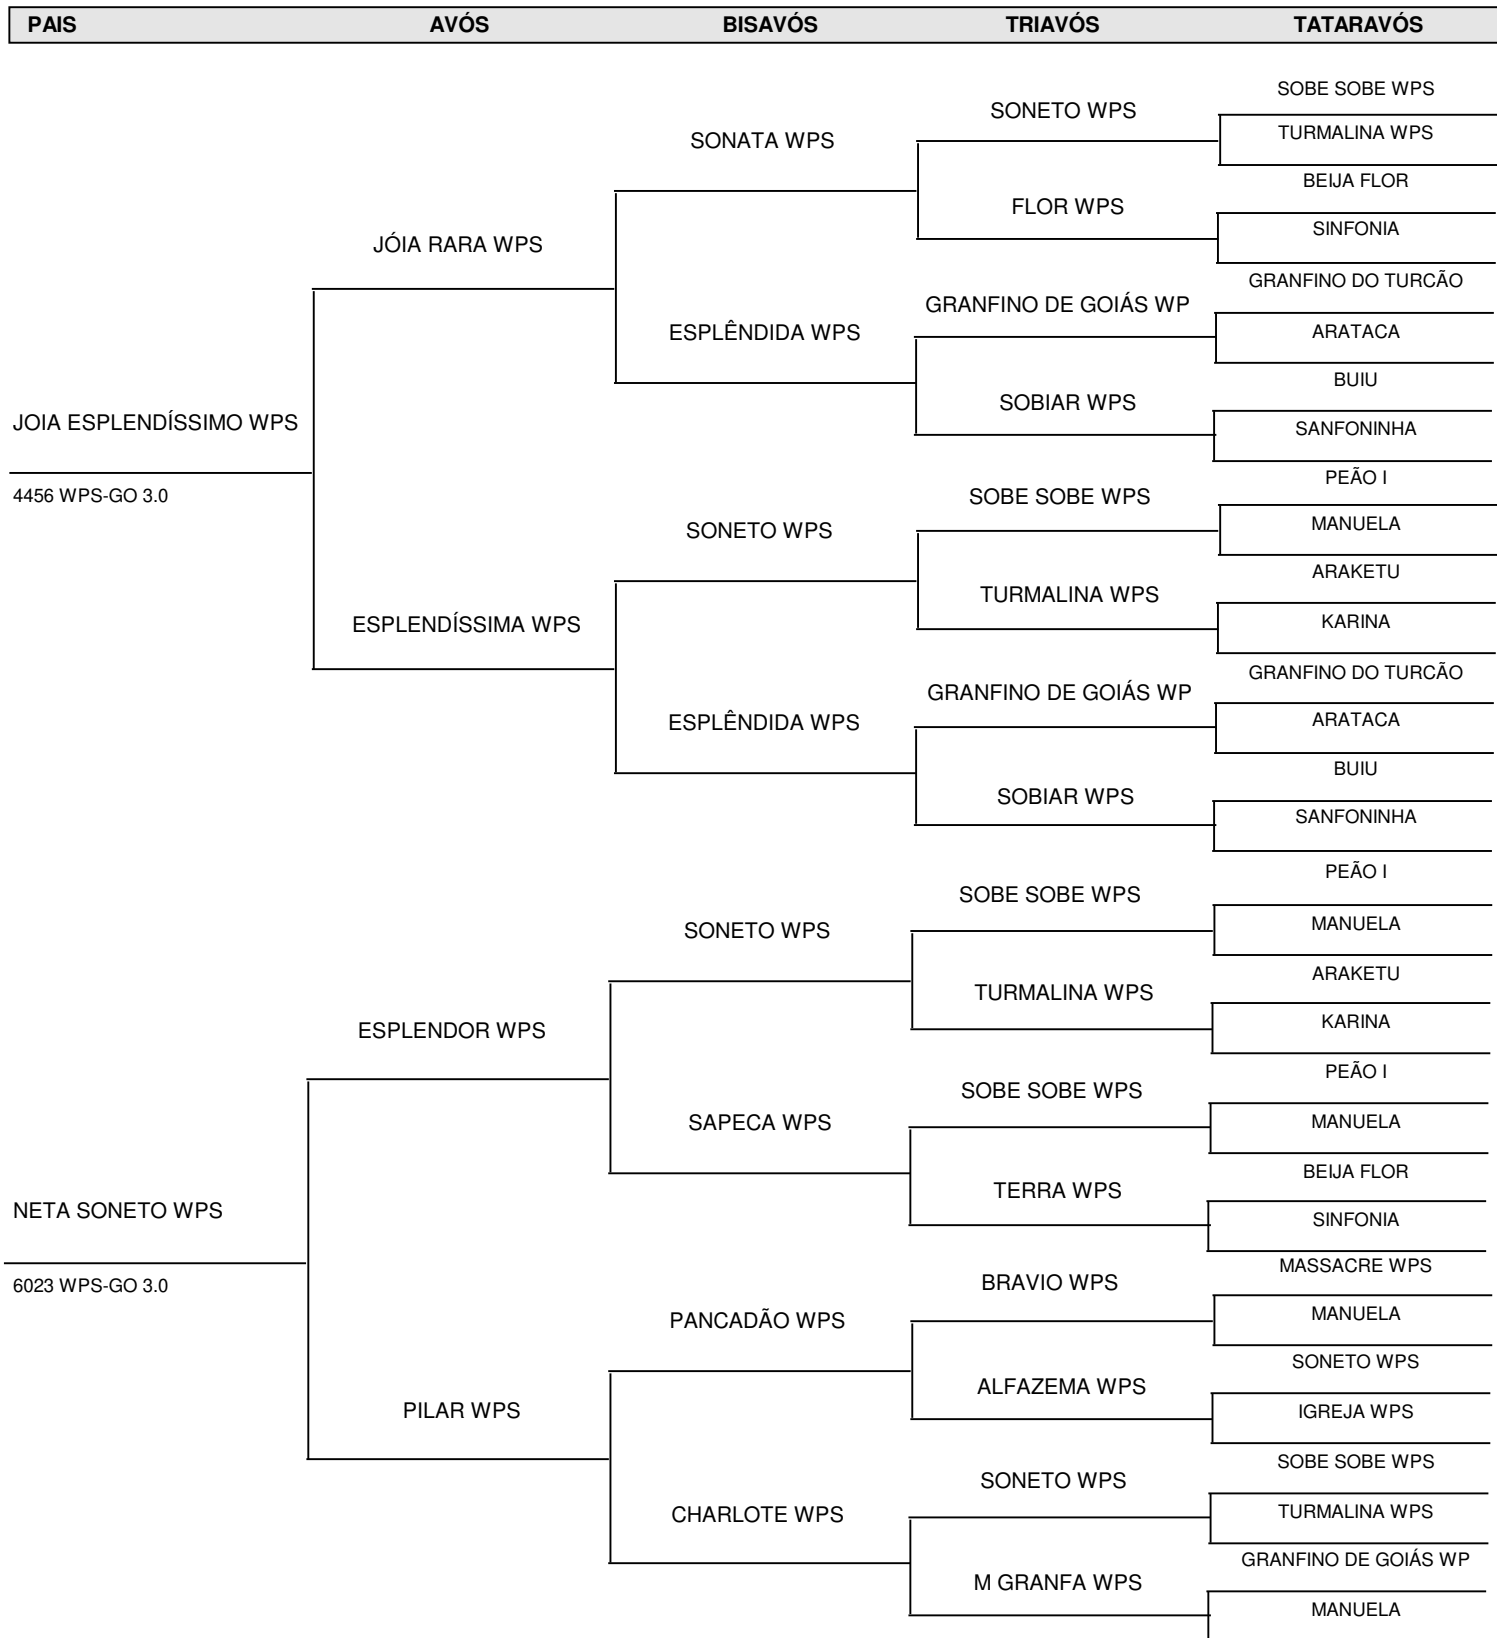 PAIS AVÓS BISAVÓS TRIAVÓS TATARAVÓS
SOBE SOBE WPS
SONETO WPS
TURMALINA WPS
SONATA WPS
BEIJA FLOR
FLOR WPS
SINFONIA
JÓIA RARA WPS
GRANFINO DO TURCÃO
GRANFINO DE GOIÁS WP
ARATACA
ESPLÊNDIDA WPS
BUIU
SOBIAR WPS
SANFONINHA
JOIA ESPLENDÍSSIMO WPS
4456 WPS-GO 3.0
PEÃO I
SOBE SOBE WPS
MANUELA
SONETO WPS
ARAKETU
TURMALINA WPS
KARINA
ESPLENDÍSSIMA WPS
GRANFINO DO TURCÃO
GRANFINO DE GOIÁS WP
ARATACA
ESPLÊNDIDA WPS
BUIU
SOBIAR WPS
SANFONINHA
PEÃO I
SOBE SOBE WPS
MANUELA
SONETO WPS
ARAKETU
TURMALINA WPS
KARINA
ESPLENDOR WPS
PEÃO I
SOBE SOBE WPS
MANUELA
SAPECA WPS
BEIJA FLOR
TERRA WPS
SINFONIA
NETA SONETO WPS
6023 WPS-GO 3.0
MASSACRE WPS
BRAVIO WPS
MANUELA
PANCADÃO WPS
SONETO WPS
ALFAZEMA WPS
IGREJA WPS
PILAR WPS
SOBE SOBE WPS
SONETO WPS
TURMALINA WPS
CHARLOTE WPS
GRANFINO DE GOIÁS WP
M GRANFA WPS
MANUELA